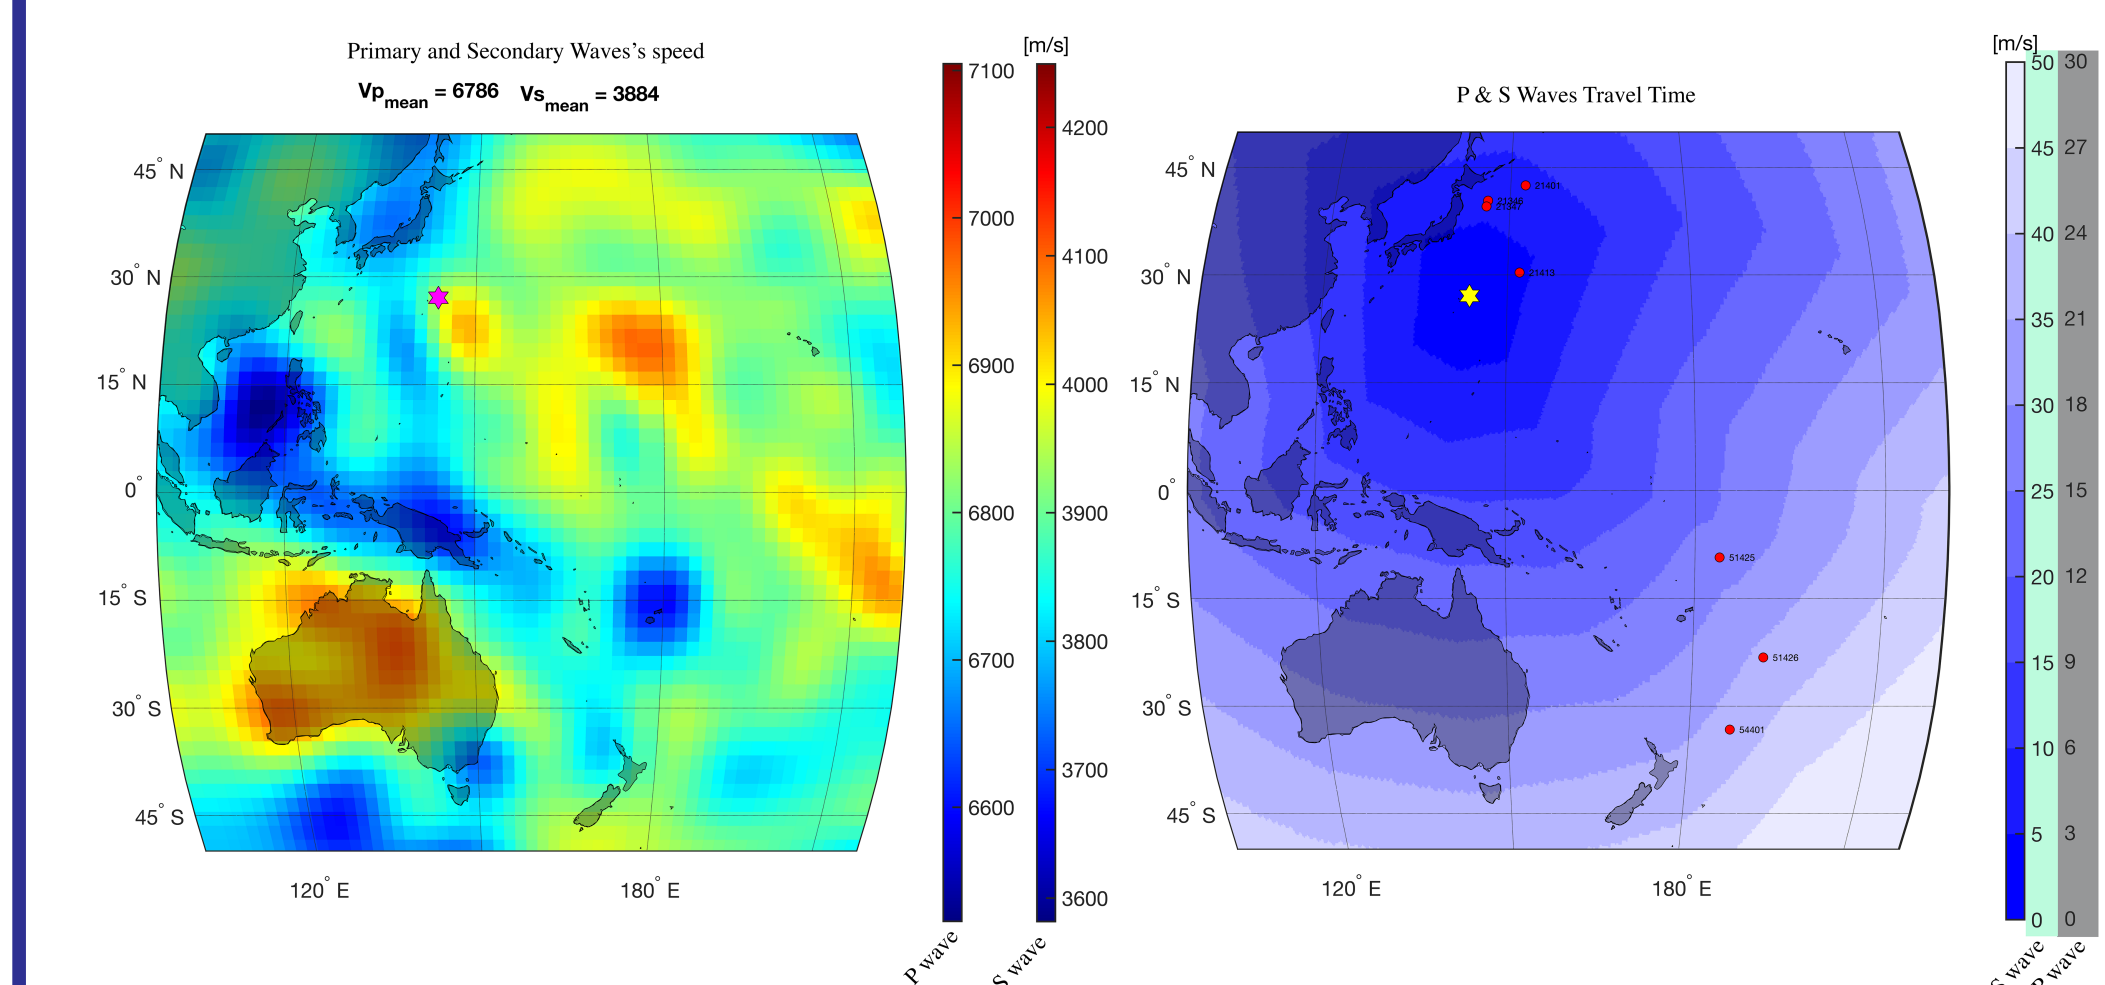 Primary and Secondary Waves's speed
Vpmean = 6786 Vsmean = 3884
45° N
30° N
15° N
0°
15° S
30° S
45° S
120° E
180° E
7100
7000
6900
6800
6700
6600
P wave
[m/s]
4200
4100
4000
3900
3800
3700
3600
S wave
P & S Waves Travel Time
45° N
30° N
15° N
0°
15° S
30° S
45° S
120° E
180° E
21401
21347
21413
51425
51426
54401
[m/s]
50 30
45 27
40 24
35 21
30 18
25 15
20 12
15 9
10 6
5 3
0 0
S wave
P wave